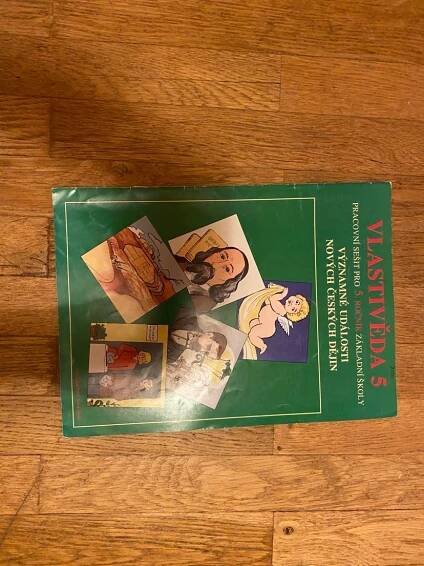 VLASTIVĚDA 5
PRACOVNÍ SEŠIT PRO 5 ROČNÍK ZÁKLADNÍ ŠKOLY
VÝZNAMNÉ UDÁLOSTI
NOVÝCH ČESKÝCH DĚJIN